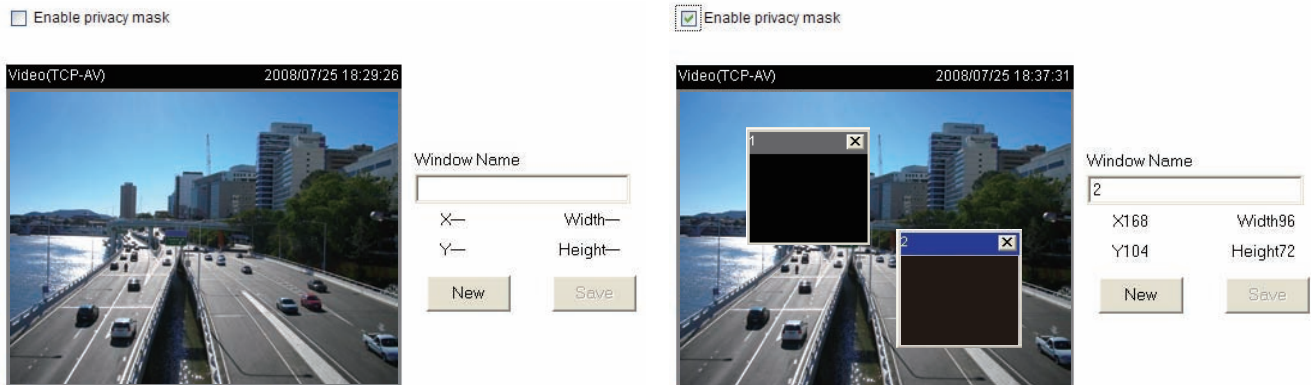 Enable privacy mask
Video(TCP-AV) 2008/07/25 18:29:26
Window Name
X— Width—
Y— Height—
New Save
Enable privacy mask
Video(TCP-AV) 2008/07/25 18:37:31
1
2
Window Name
2
X168 Width96
Y104 Height72
New Save